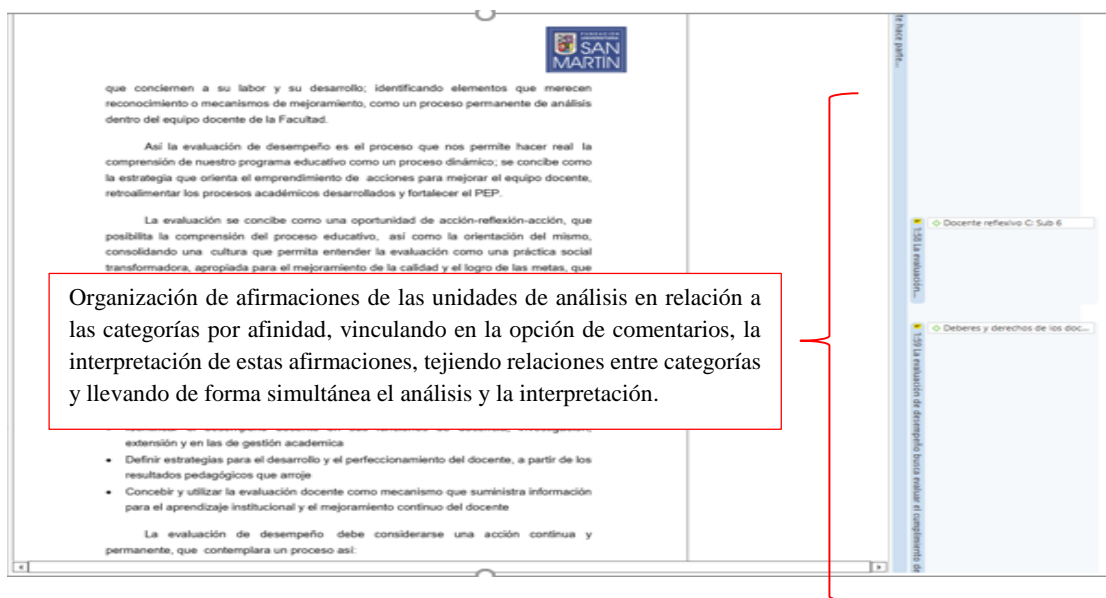 FUNDACIÓN
UNIVERSITARIA
SAN
MARTÍN
que conciernen a su labor y su desarrollo; identificando elementos que merecen
reconocimiento o mecanismos de mejoramiento, como un proceso permanente de análisis
dentro del equipo docente de la Facultad.
Así la evaluación de desempeño es el proceso que nos permite hacer real la
comprensión de nuestro programa educativo como un proceso dinámico; se concibe como
la estrategia que orienta el emprendimiento de acciones para mejorar el equipo docente,
retroalimentar los procesos académicos desarrollados y fortalecer el PEP.
La evaluación se concibe como una oportunidad de acción-reflexión-acción, que
posibilita la comprensión del proceso educativo, así como la orientación del mismo,
consolidando una cultura que permita entender la evaluación como una práctica social
transformadora, apropiada para el mejoramiento de la calidad y el logro de las metas, que
Organización de afirmaciones de las unidades de análisis en relación a
las categorías por afinidad, vinculando en la opción de comentarios, la
interpretación de estas afirmaciones, tejiendo relaciones entre categorías
y llevando de forma simultánea el análisis y la interpretación.
extensión y en las de gestión academica
• Definir estrategias para el desarrollo y el perfeccionamiento del docente, a partir de los
resultados pedagógicos que arroje
• Concebir y utilizar la evaluación docente como mecanismo que suministra información
para el aprendizaje institucional y el mejoramiento continuo del docente
La evaluación de desempeño debe considerarse una acción continua y
permanente, que contemplara un proceso así:
te hace parte...
1:58 La evaluación...
Docente reflexivo C: Sub 6
1:59 La evaluación de desempeño busca evaluar el cumplimiento de
Deberes y derechos de los doc...